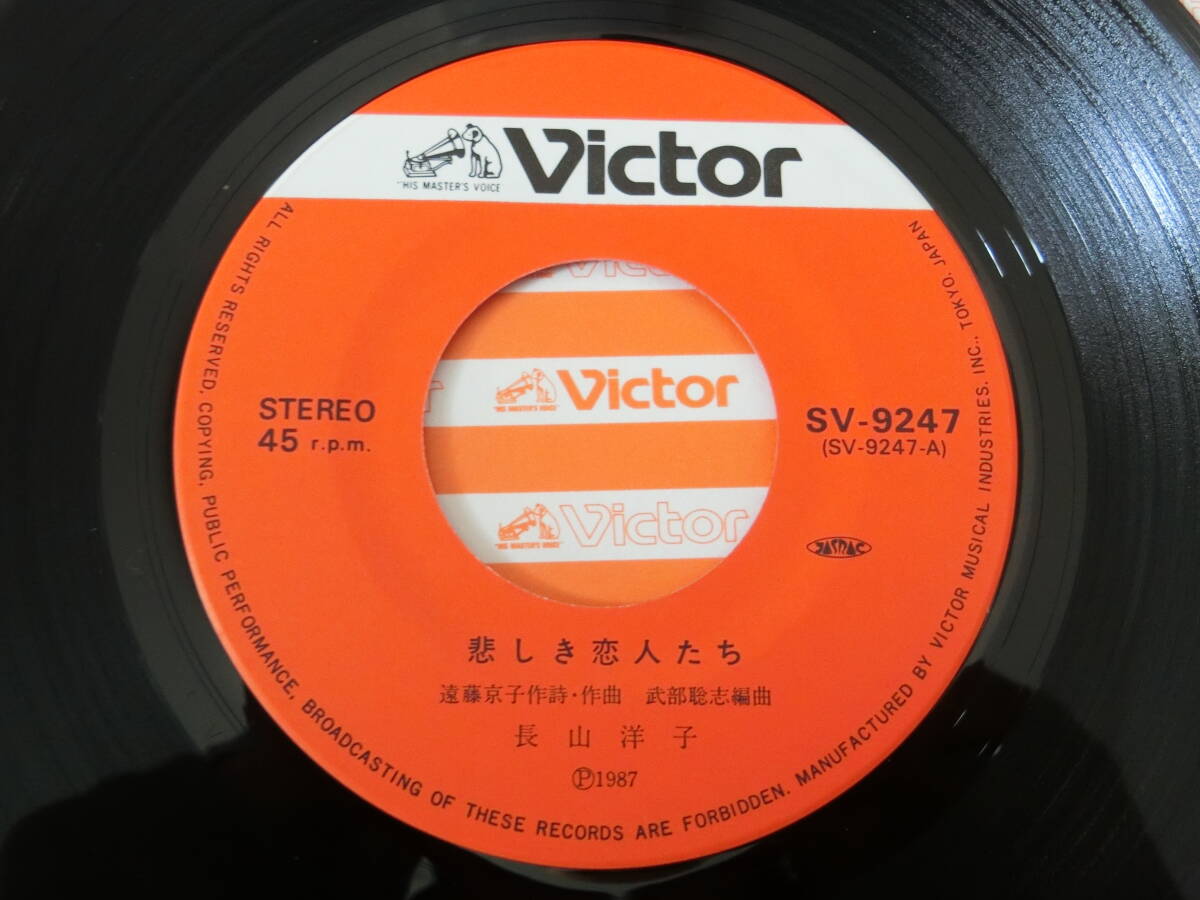 "HIS MASTER'S VOICE
Victor
Victor
Victor
"HIS MASTER'S VOICE"
Victor
STEREO
45 r.p.m.
SV-9247
(SV-9247-A)
JASRAC
悲しき恋人たち
遠藤京子作詩・作曲 武部聡志編曲
長山洋子
Ⓟ1987
ALL RIGHTS RESERVED. COPYING, PUBLIC PERFORMANCE, BROADCASTING OF THESE RECORDS ARE FORBIDDEN. MANUFACTURED BY VICTOR MUSICAL INDUSTRIES. INC., TOKYO, JAPAN